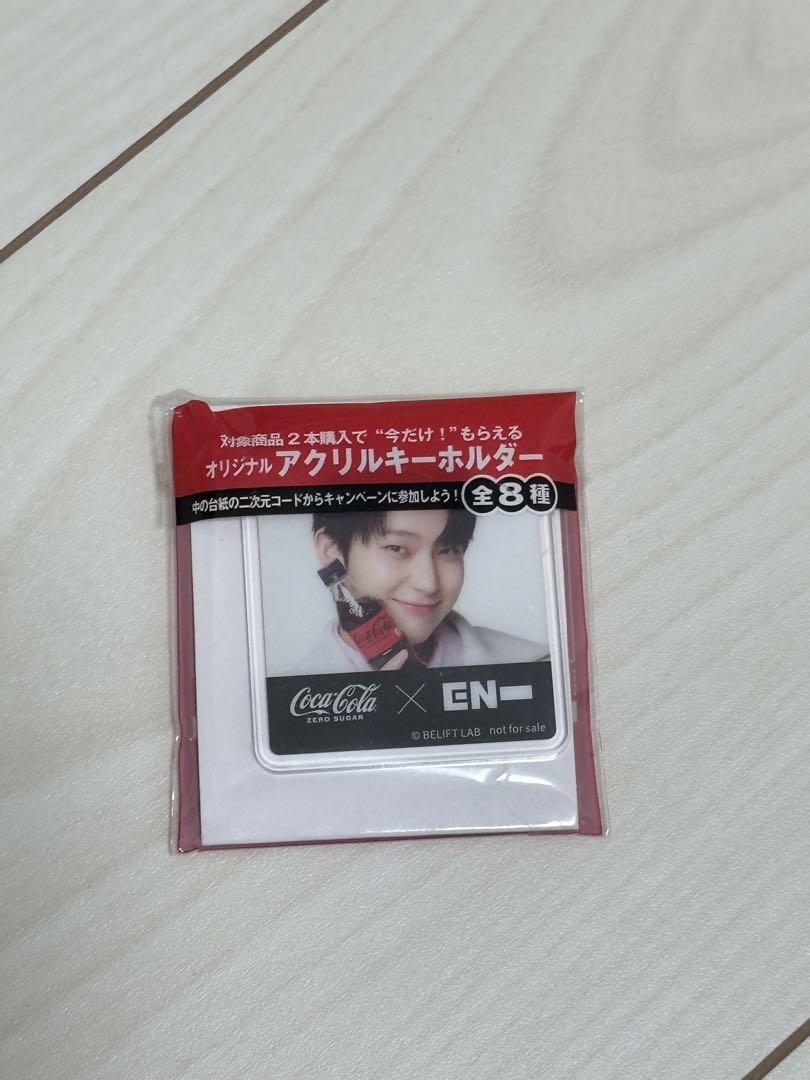 対象商品2本購入で“今だけ！”もらえる
オリジナル アクリルキーホルダー
中の台紙の二次元コードからキャンペーンに参加しよう！ 全8種
Coca-Cola
Coca-Cola × EN-
ZERO SUGAR
© BELIFT LAB not for sale